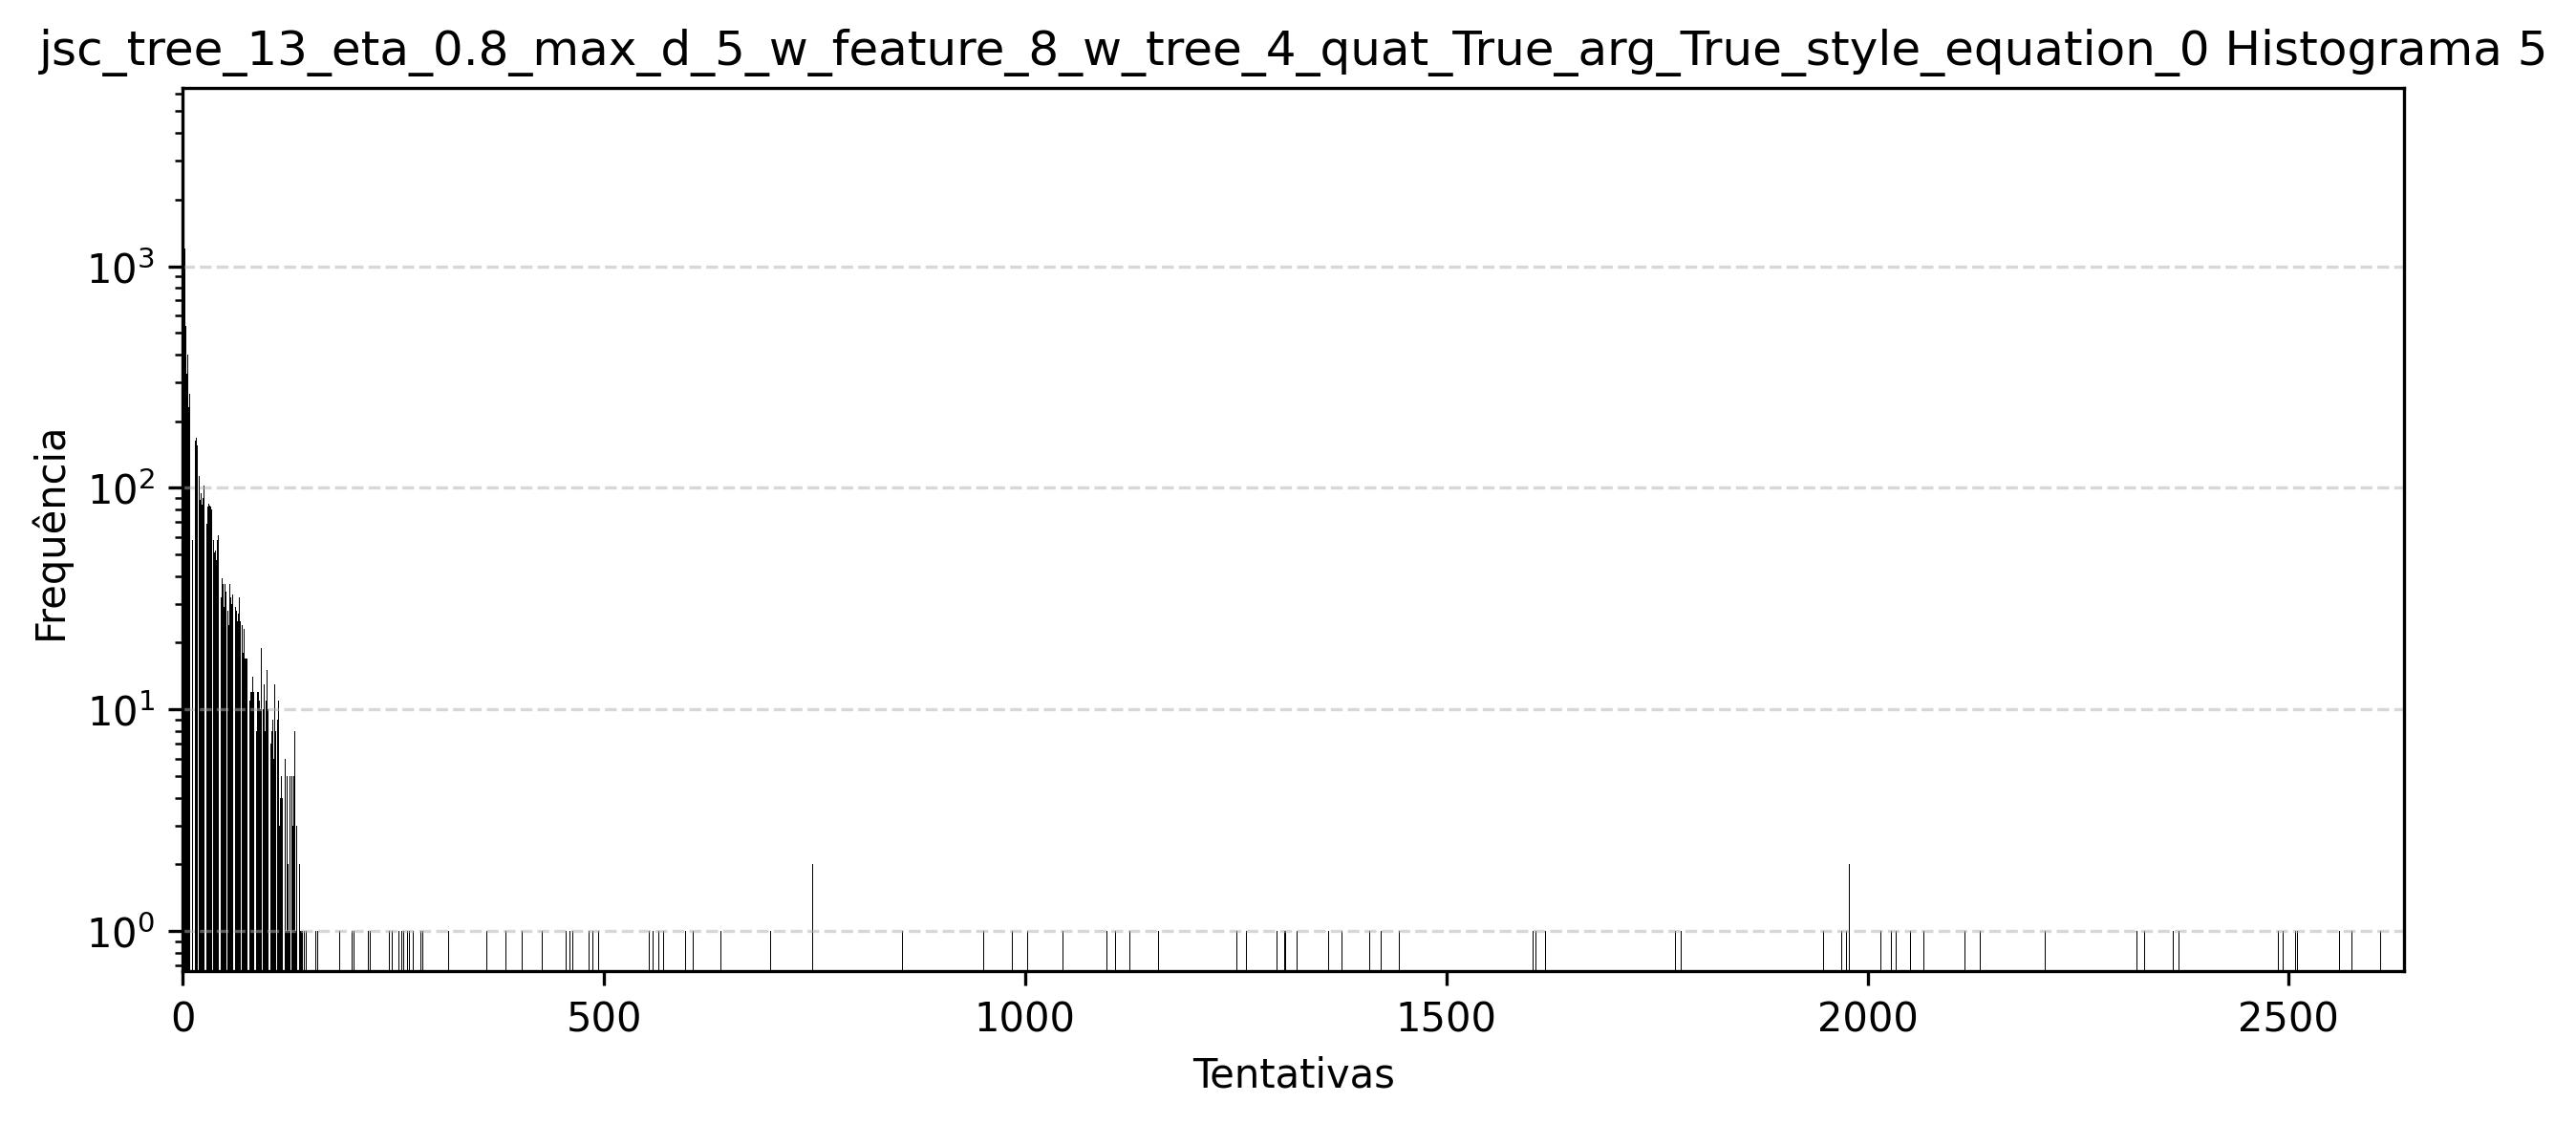 jsc_tree_13_eta_0.8_max_d_5_w_feature_8_w_tree_4_quat_True_arg_True_style_equation_0 Histograma 5
10³
10²
10¹
10⁰
Frequência
0 500 1000 1500 2000 2500
Tentativas